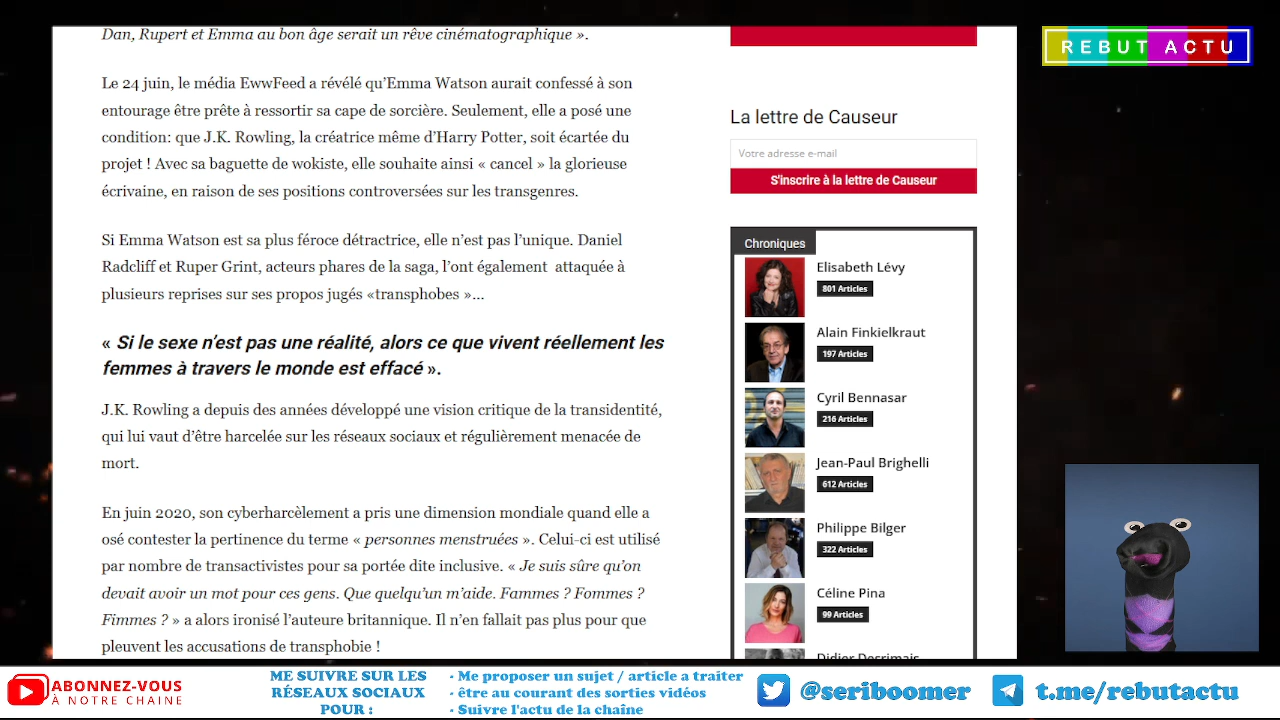 Dan, Rupert et Emma au bon âge serait un rêve cinématographique ».
Le 24 juin, le média EwwFeed a révélé qu’Emma Watson aurait confessé à son
entourage être prête à ressortir sa cape de sorcière. Seulement, elle a posé une
condition: que J.K. Rowling, la créatrice même d’Harry Potter, soit écartée du
projet ! Avec sa baguette de wokiste, elle souhaite ainsi « cancel » la glorieuse
écrivaine, en raison de ses positions controversées sur les transgenres.
Si Emma Watson est sa plus féroce détractrice, elle n’est pas l’unique. Daniel
Radcliff et Ruper Grint, acteurs phares de la saga, l’ont également attaquée à
plusieurs reprises sur ses propos jugés «transphobes »…
« Si le sexe n’est pas une réalité, alors ce que vivent réellement les
femmes à travers le monde est effacé ».
J.K. Rowling a depuis des années développé une vision critique de la transidentité,
qui lui vaut d’être harcelée sur les réseaux sociaux et régulièrement menacée de
mort.
En juin 2020, son cyberharcèlement a pris une dimension mondiale quand elle a
osé contester la pertinence du terme « personnes menstruées ». Celui-ci est utilisé
par nombre de transactivistes pour sa portée dite inclusive. « Je suis sûre qu’on
devait avoir un mot pour ces gens. Que quelqu’un m’aide. Fammes ? Fommes ?
Fimmes ? » a alors ironisé l’auteure britannique. Il n’en fallait pas plus pour que
pleuvent les accusations de transphobie !
La lettre de Causeur
Votre adresse e-mail
S'inscrire à la lettre de Causeur
Chroniques
Elisabeth Lévy
801 Articles
Alain Finkielkraut
197 Articles
Cyril Bennasar
216 Articles
Jean-Paul Brighelli
612 Articles
Philippe Bilger
322 Articles
Céline Pina
99 Articles
Didier Desrimais
REBUT ACTU
ABONNEZ-VOUS
À NOTRE CHAINE
ME SUIVRE SUR LES
RÉSEAUX SOCIAUX
POUR :
- Me proposer un sujet / article a traiter
- être au courant des sorties vidéos
- Suivre l'actu de la chaîne
@seriboomer
t.me/rebutactu